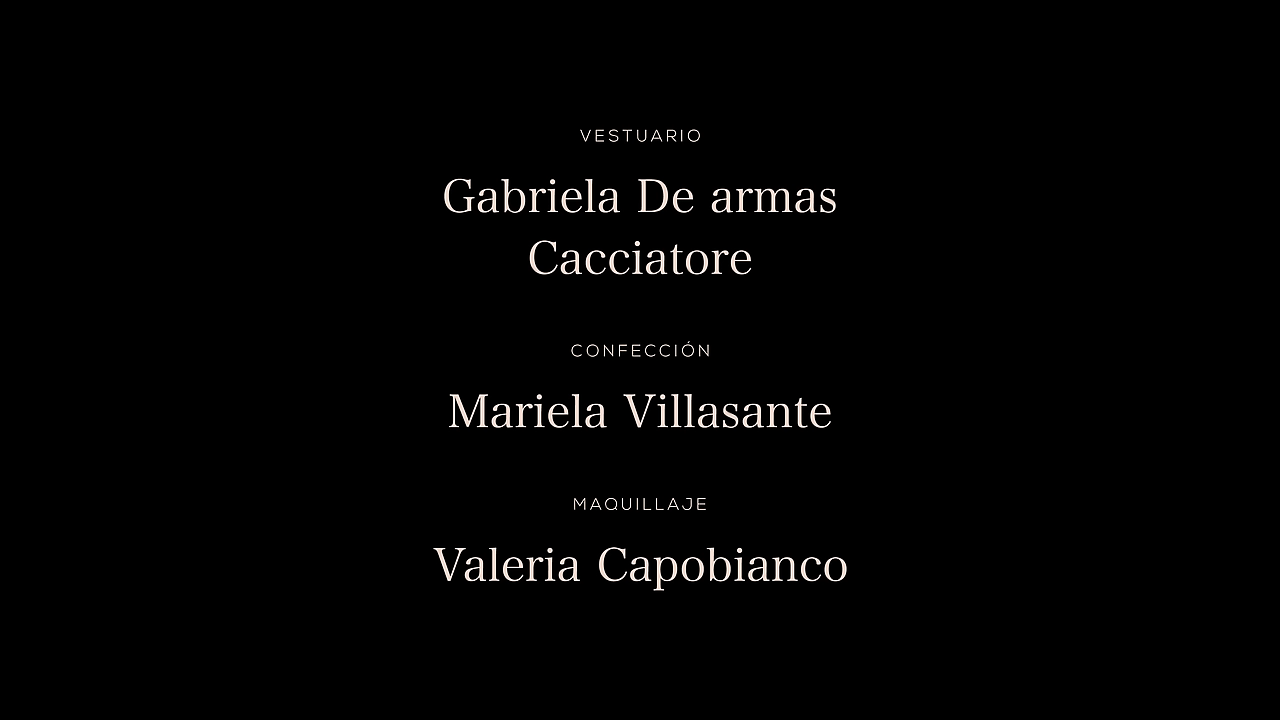 VESTUARIO
Gabriela De armas
Cacciatore
CONFECCIÓN
Mariela Villasante
MAQUILLAJE
Valeria Capobianco